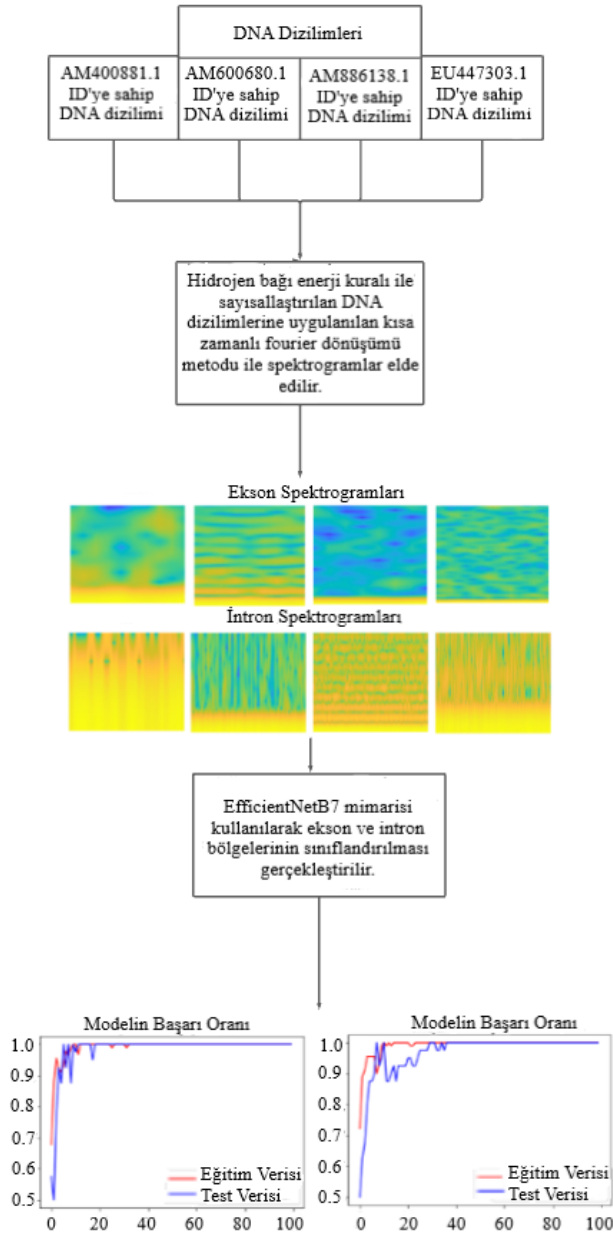 DNA Dizilimleri
AM400881.1
ID'ye sahip
DNA dizilimi
AM600680.1
ID'ye sahip
DNA dizilimi
AM886138.1
ID'ye sahip
DNA dizilimi
EU447303.1
ID'ye sahip
DNA dizilimi
Hidrojen bağı enerji kuralı ile
sayısallaştırılan DNA
dizilimlerine uygulanılan kısa
zamanlı fourier dönüşümü
metodu ile spektrogramlar elde
edilir.
Ekson Spektrogramları
İntron Spektrogramları
EfficientNetB7 mimarisi
kullanılarak ekson ve intron
bölgelerinin sınıflandırılması
gerçekleştirilir.
Modelin Başarı Oranı
1.0
0.9
0.8
0.7
0.6
0.5
Eğitim Verisi
Test Verisi
0 20 40 60 80 100
Modelin Başarı Oranı
1.0
0.9
0.8
0.7
0.6
0.5
Eğitim Verisi
Test Verisi
0 20 40 60 80 100